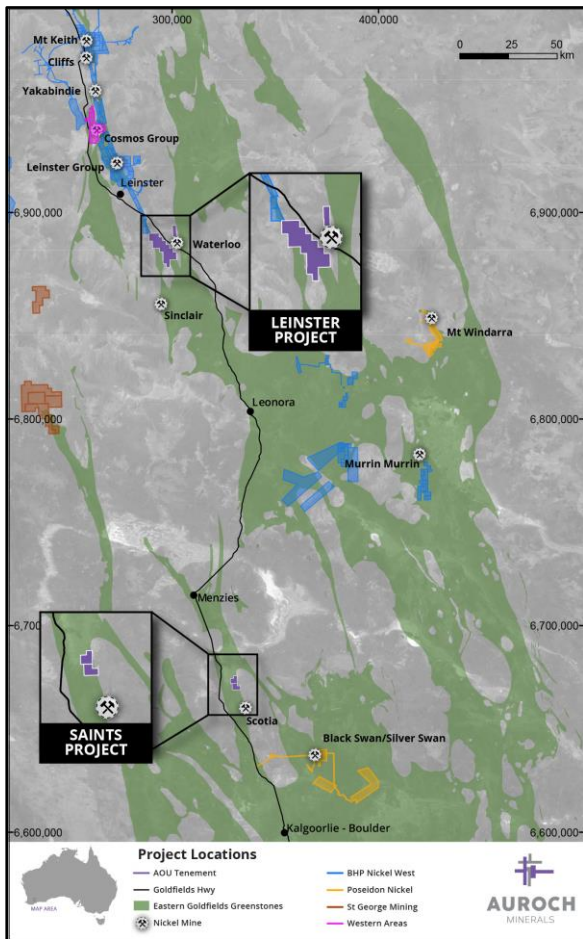 300,000
400,000
0 25 50
km
Mt Keith
Cliffs
Yakabindie
Cosmos Group
Leinster Group
Leinster
6,900,000
6,900,000
Waterloo
LEINSTER
PROJECT
Sinclair
Mt Windarra
Leonora
6,800,000
6,800,000
Murrin Murrin
Menzies
6,700,000
6,700,000
SAINTS
PROJECT
Scotia
Black Swan/Silver Swan
6,600,000
6,600,000
Kalgoorlie - Boulder
MAP AREA
Project Locations
AOU Tenement
Goldfields Hwy
Eastern Goldfields Greenstones
Nickel Mine
BHP Nickel West
Poseidon Nickel
St George Mining
Western Areas
AUROCH
MINERALS